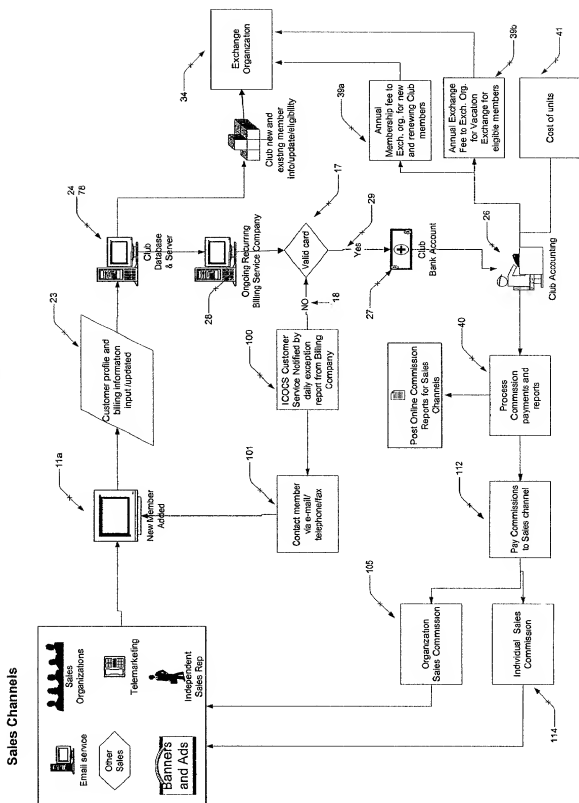 Sales Channels
Sales
Organizations
Telemarketing
Independent
Sales Rep
Email service
Other
Sales
Banners
and Ads
11a
New Member
Added
23
Customer profile and
billing information
input /updated
24
78
Club
Database
& Server
28
Ongoing Recurring
Billing Service Company
Club new and
existing member
info/update/eligibility
34
Exchange
Organization
17
Valid card
NO
18
Yes
29
100
ICOCS Customer
Service Notified by
daily exception
report from Billing
Company
101
Contact member
via e-mail/
telephone/fax
27
Club
Bank Account
26
Club Accounting
39a
Annual
Membership fee to
Exch. org. for new
and renewing Club
members
39b
Annual Exchange
Fee to Exch. Org.
for Vacation
Exchange for
eligible members
41
Cost of units
40
Process
Commission
payments and
reports
Post Online Commission
Reports for Sales
Channels
112
Pay Commissions
to Sales channel
105
Organization
Sales Commission
Individual Sales
Commission
114